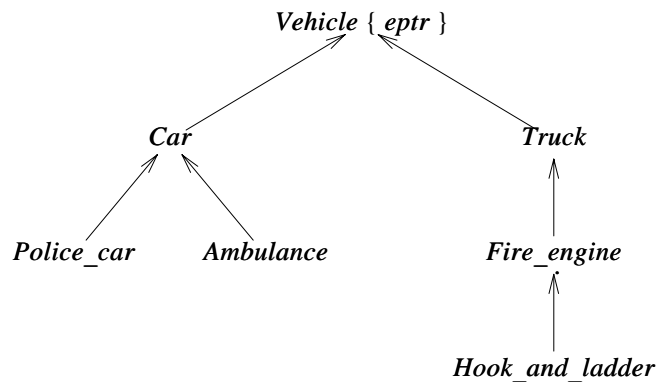 Vehicle { eptr }
Car Truck
Police_car Ambulance Fire_engine
Hook_and_ladder